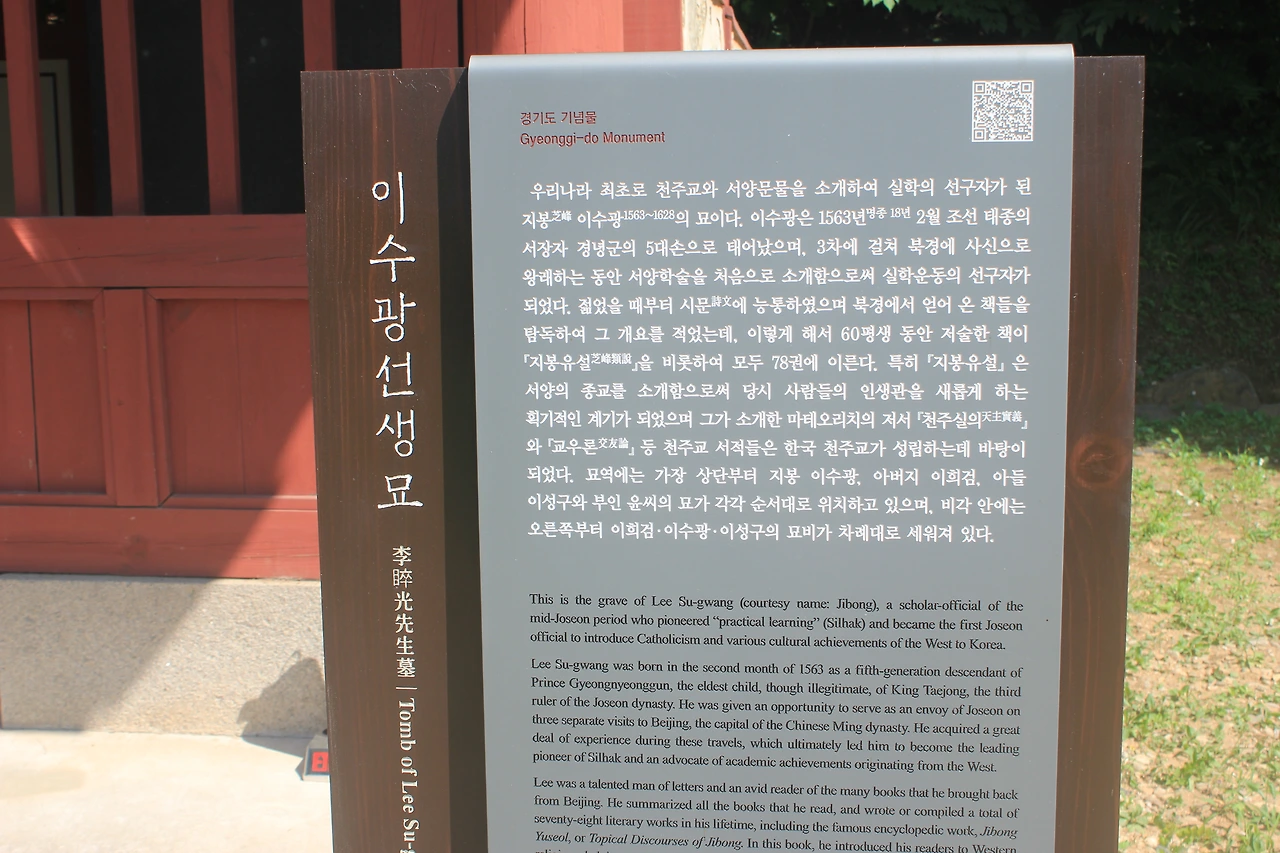 이수광선생 묘
李睟光先生墓 | Tomb of Lee Su-
경기도 기념물
Gyeonggi-do Monument
우리나라 최초로 천주교와 서양문물을 소개하여 실학의 선구자가 된
지봉芝峰 이수광1563~1628의 묘이다. 이수광은 1563년명종 18년 2월 조선 태종의
서장자 경녕군의 5대손으로 태어났으며, 3차에 걸쳐 북경에 사신으로
왕래하는 동안 서양학술을 처음으로 소개함으로써 실학운동의 선구자가
되었다. 젊었을 때부터 시문詩文에 능통하였으며 북경에서 얻어 온 책들을
탐독하여 그 개요를 적었는데, 이렇게 해서 60평생 동안 저술한 책이
『지봉유설芝峰類說』을 비롯하여 모두 78권에 이른다. 특히 『지봉유설』은
서양의 종교를 소개함으로써 당시 사람들의 인생관을 새롭게 하는
획기적인 계기가 되었으며 그가 소개한 마테오리치의 저서 『천주실의天主實義』
와 『교우론交友論』 등 천주교 서적들은 한국 천주교가 성립하는데 바탕이
되었다. 묘역에는 가장 상단부터 지봉 이수광, 아버지 이희검, 아들
이성구와 부인 윤씨의 묘가 각각 순서대로 위치하고 있으며, 비각 안에는
오른쪽부터 이희검·이수광·이성구의 묘비가 차례대로 세워져 있다.
This is the grave of Lee Su-gwang (courtesy name: Jibong), a scholar-official of the
mid-Joseon period who pioneered “practical learning” (Silhak) and became the first Joseon
official to introduce Catholicism and various cultural achievements of the West to Korea.
Lee Su-gwang was born in the second month of 1563 as a fifth-generation descendant of
Prince Gyeongnyeonggun, the eldest child, though illegitimate, of King Taejong, the third
ruler of the Joseon dynasty. He was given an opportunity to serve as an envoy of Joseon on
three separate visits to Beijing, the capital of the Chinese Ming dynasty. He acquired a great
deal of experience during these travels, which ultimately led him to become the leading
pioneer of Silhak and an advocate of academic achievements originating from the West.
Lee was a talented man of letters and an avid reader of the many books that he brought back
from Beijing. He summarized all the books that he read, and wrote or compiled a total of
seventy-eight literary works in his lifetime, including the famous encyclopedic work, Jibong
Yuseol, or Topical Discourses of Jibong. In this book, he introduced his readers to Western